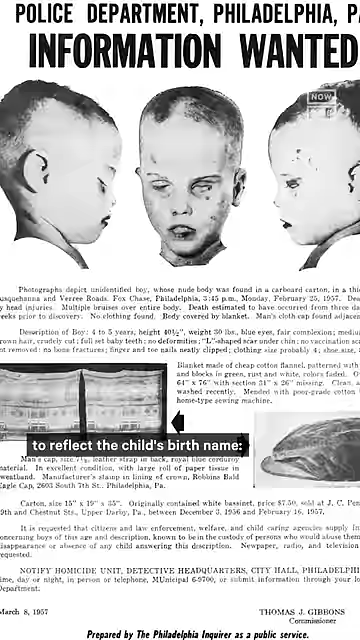 POLICE DEPARTMENT, PHILADELPHIA, PA
INFORMATION WANTED
NOW
Photographs depict unidentified boy, whose nude body was found in a carboard carton, in a thi
usquehanna and Verree Roads, Fox Chase, Philadelphia, 3:45 p.m., Monday, February 25, 1957. Dea
y head injuries. Multiple bruises over entire body. Death estimated to have occurred from three da
eeks prior to discovery. No clothing found. Body covered by blanket. Man's cloth cap found adjacen
Description of Boy: 4 to 5 years; height 40½", weight 30 lbs., blue eyes, fair complexion; mediu
rown hair, crudely cut; full set baby teeth; no deformities; "L"-shaped scar under chin; no vaccination
ot removed; no bone fractures; finger and toe nails neatly clipped; clothing size probably 4; shoe size,
Blanket made of cheap cotton flannel, patterned with
and blocks in green, rust and white, colors faded. O
64" x 76" with section 31" x 26" missing. Clean, a
washed recently. Mended with poor-grade cotton
home-type sewing machine.
to reflect the child's birth name:
Man's cap, size 7⅛, leather strap in back, royal blue corduroy
material. In excellent condition, with large roll of paper tissue in
weatband. Manufacturer's stamp in lining of crown, Robbins Bald
Eagle Cap, 2603 South 7th St., Philadelphia, Pa.
Carton, size 15" x 19" x 35". Originally contained white bassinet, price $7.50, sold at J. C. Pen
9th and Chestnut Sts., Upper Darby, Pa., between December 3, 1956 and February 16, 1957.
It is requested that citizens and law enforcement, welfare, and child caring agencies supply In
concerning boys of this age and description, known to be in the custody of persons who would abuse them
disappearance or absence of any child answering this discription. Newspaper, radio, and television
requested.
NOTIFY HOMICIDE UNIT, DETECTIVE HEADQUARTERS, CITY HALL, PHILADELPHI
ime, day or night, in person or telephone, MUnicipal 6-9700, or submit information through your lo
Department.
March 8, 1957
THOMAS J. GIBBONS
Commissioner
Prepared by The Philadelphia Inquirer as a public service.